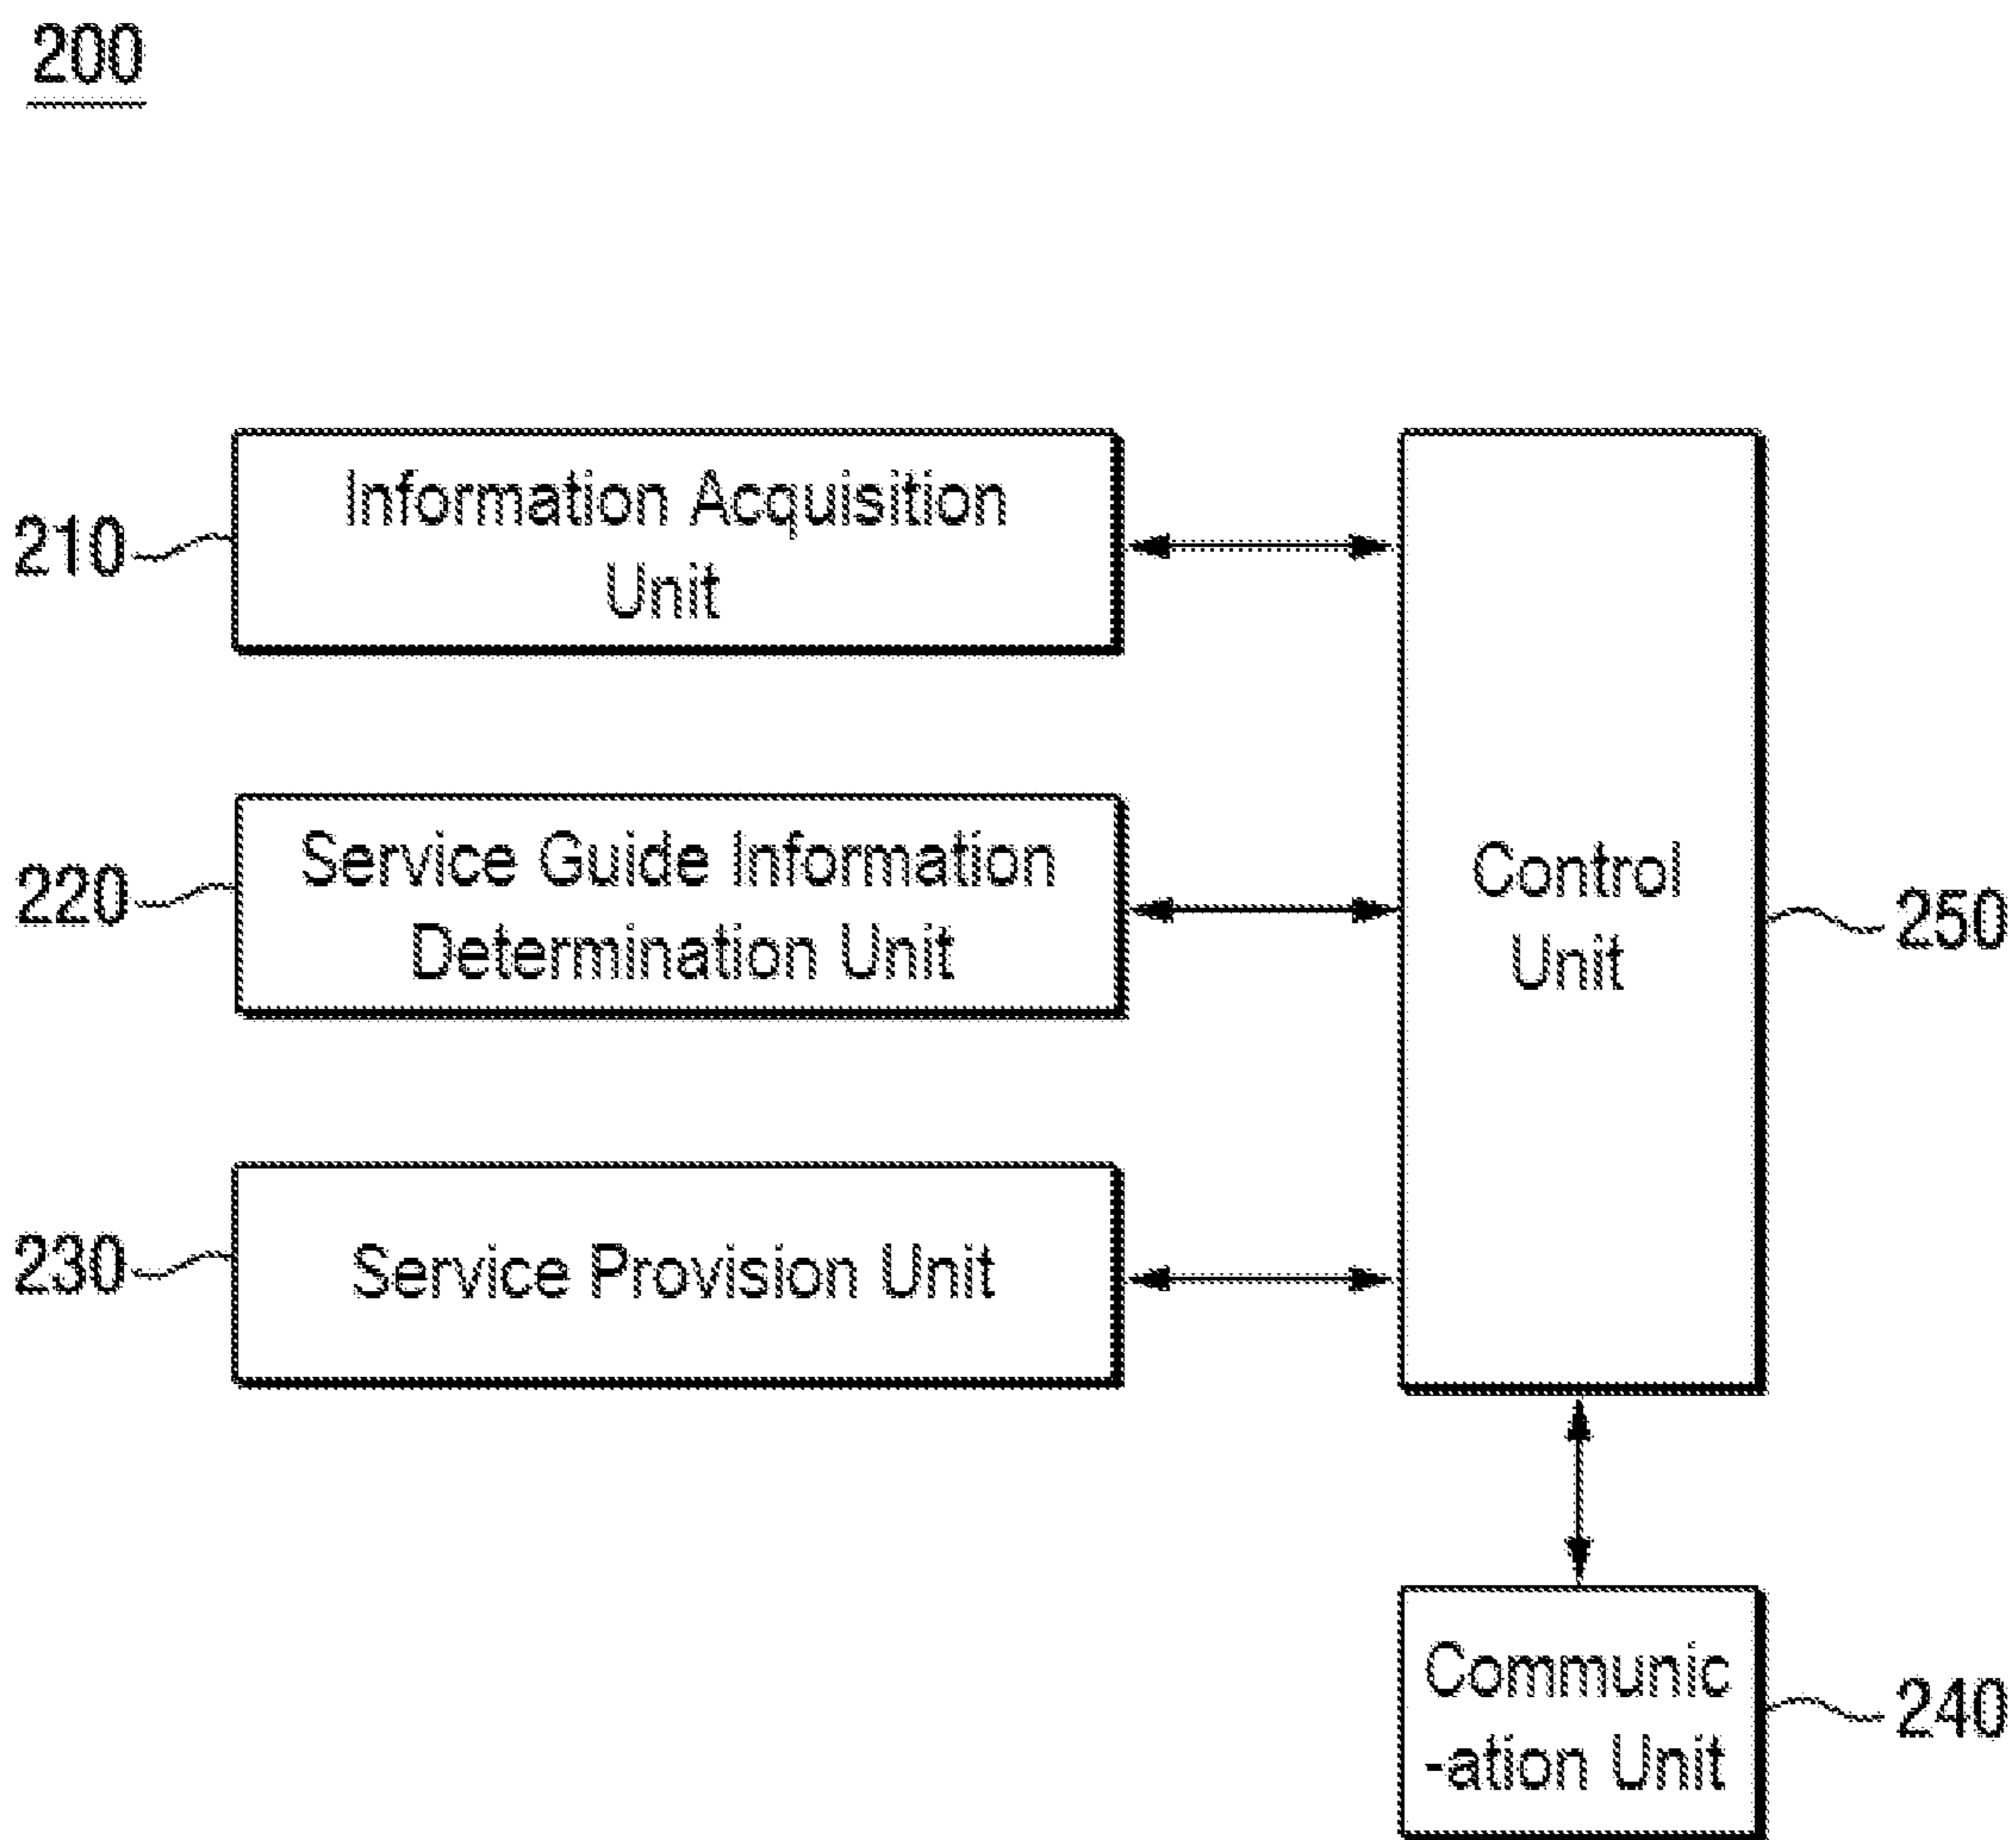 200
210
Information Acquisition
Unit
220
Service Guide Information
Determination Unit
230
Service Provision Unit
Control
Unit
250
Communic
-ation Unit
240